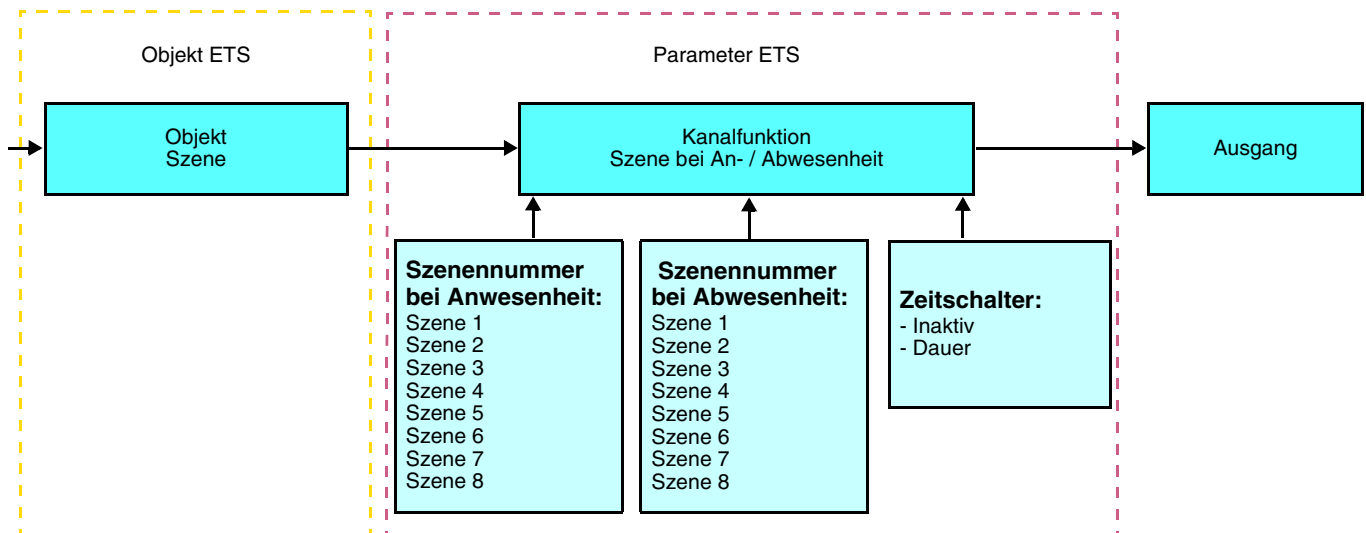 Objekt ETS
Parameter ETS
Objekt
Szene
Kanalfunktion
Szene bei An- / Abwesenheit
Ausgang
Szenennummer
bei Anwesenheit:
Szene 1
Szene 2
Szene 3
Szene 4
Szene 5
Szene 6
Szene 7
Szene 8
Szenennummer
bei Abwesenheit:
Szene 1
Szene 2
Szene 3
Szene 4
Szene 5
Szene 6
Szene 7
Szene 8
Zeitschalter:
- Inaktiv
- Dauer